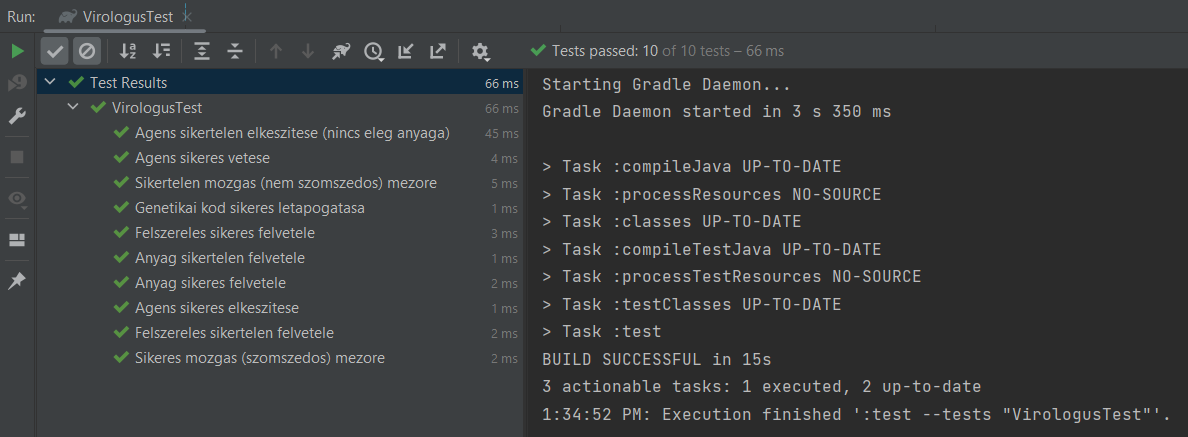 Run: VirologusTest
Tests passed: 10 of 10 tests – 66 ms
Test Results 66 ms
VirologusTest 66 ms
Agens sikertelen elkeszitese (nincs eleg anyaga) 45 ms
Agens sikeres vetese 4 ms
Sikertelen mozgas (nem szomszedos) mezore 5 ms
Genetikai kod sikeres letapogatasa 1 ms
Felszereles sikeres felvetele 3 ms
Anyag sikertelen felvetele 1 ms
Anyag sikeres felvetele 2 ms
Agens sikeres elkeszitese 1 ms
Felszereles sikertelen felvetele 2 ms
Sikeres mozgas (szomszedos) mezore 2 ms
Starting Gradle Daemon...
Gradle Daemon started in 3 s 350 ms
> Task :compileJava UP-TO-DATE
> Task :processResources NO-SOURCE
> Task :classes UP-TO-DATE
> Task :compileTestJava UP-TO-DATE
> Task :processTestResources NO-SOURCE
> Task :testClasses UP-TO-DATE
> Task :test
BUILD SUCCESSFUL in 15s
3 actionable tasks: 1 executed, 2 up-to-date
1:34:52 PM: Execution finished ':test --tests "VirologusTest"'.